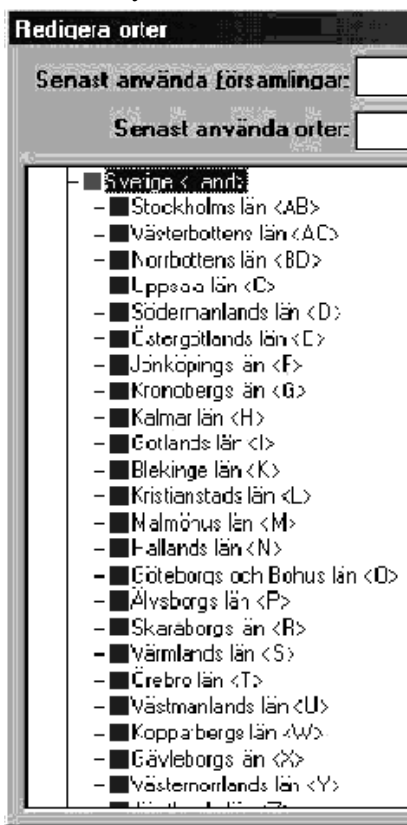 Redigera orter
Senast använda församlingar:
Senast använda orter:
Sverige < Land>
Stockholms län <AB>
Västerbottens län <AC>
Norrbottens län <BD>
Uppsala län <C>
Södermanlands län <D>
Östergötlands län <E>
Jönköpings län <F>
Kronobergs län <G>
Kalmar län <H>
Gotlands län <I>
Blekinge län <K>
Kristianstads län <L>
Malmöhus län <M>
Hallands län <N>
Göteborgs och Bohus län <O>
Älvsborgs län <P>
Skaraborgs län <R>
Värmlands län <S>
Örebro län <T>
Västmanlands län <U>
Kopparbergs län <W>
Gävleborgs län <X>
Västernorrlands län <Y>